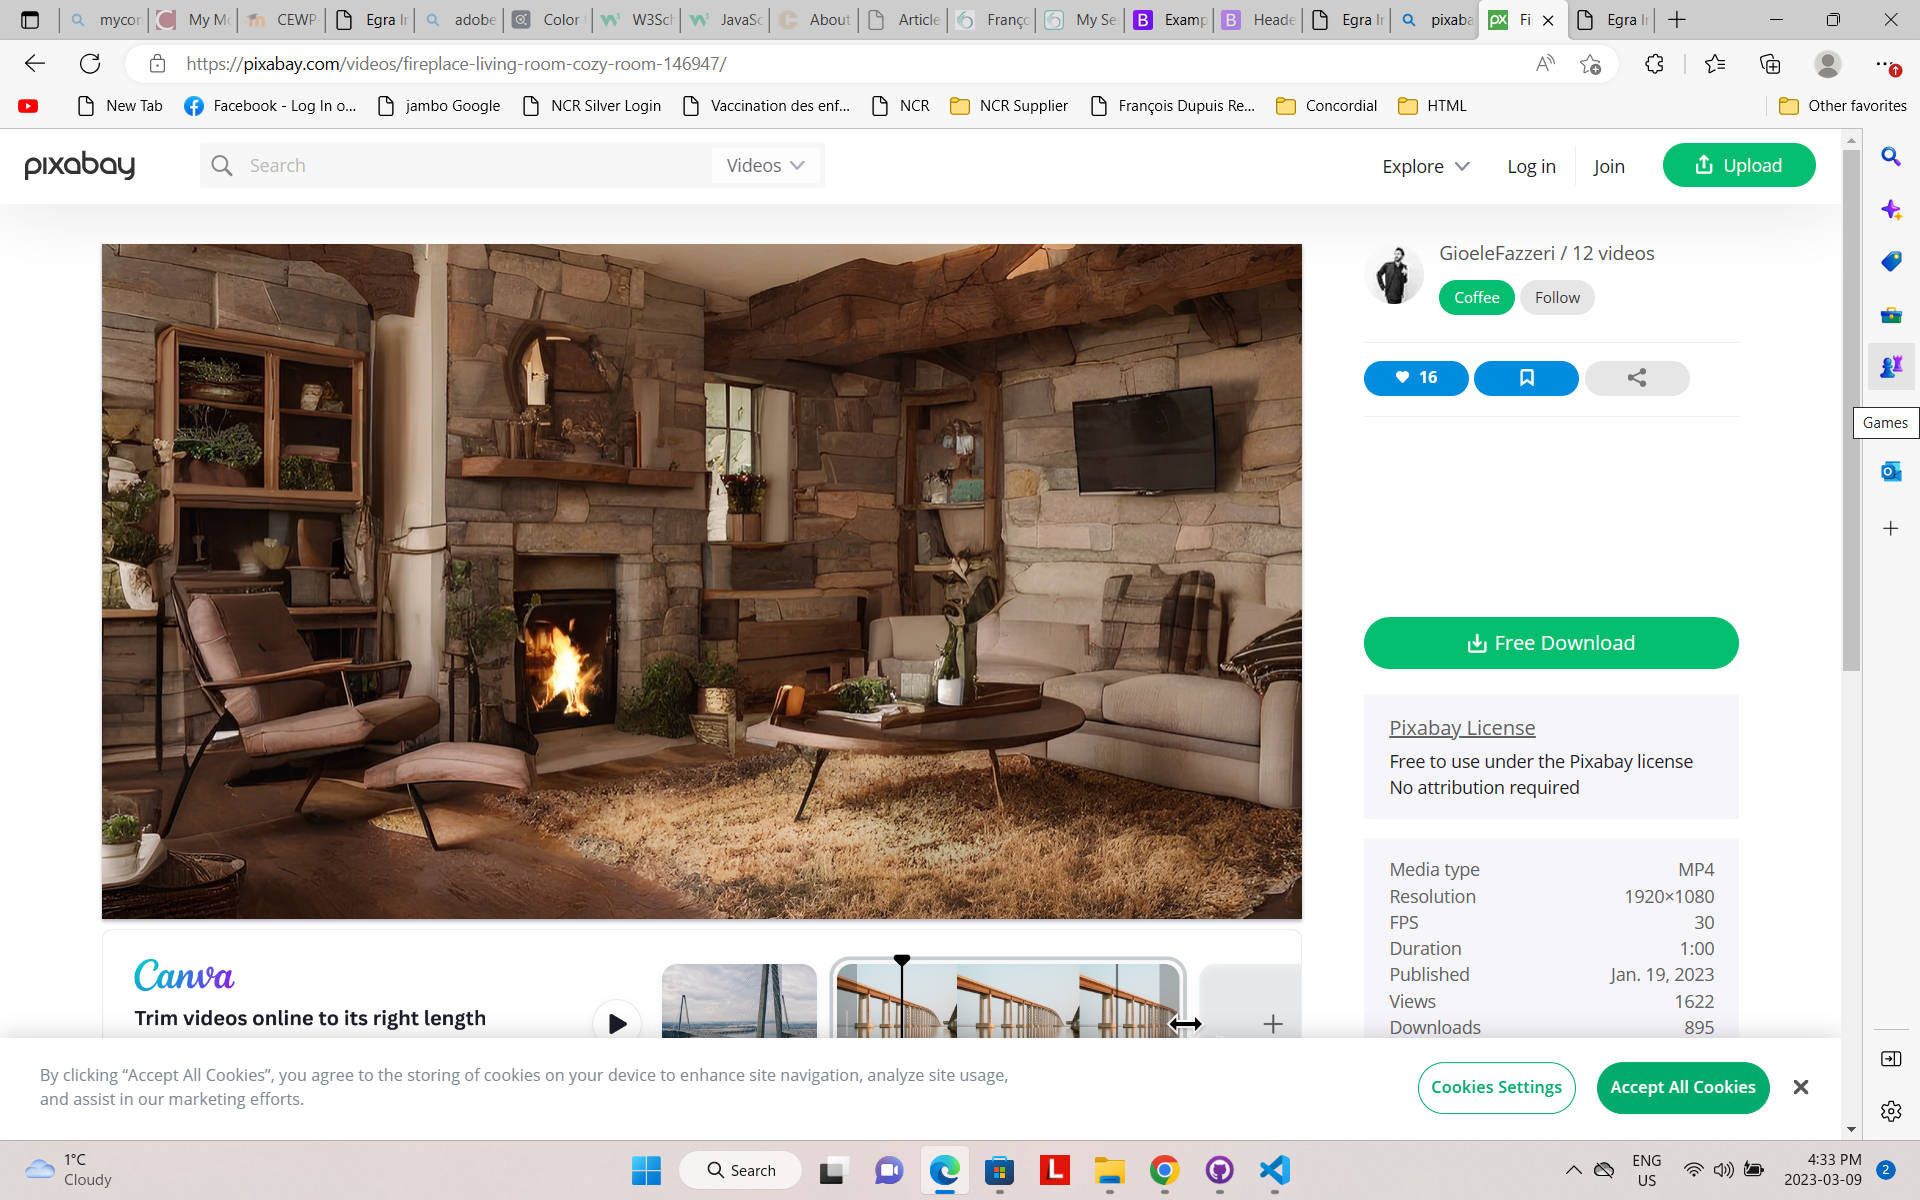 mycor
My Mo
CEWP
Egra Ir
adobe
Color
W3Sch
JavaSc
About
Article
Franço
My Se
Examp
Heade
Egra Ir
pixaba
Fi
Egra I
https://pixabay.com/videos/fireplace-living-room-cozy-room-146947/
New Tab
Facebook - Log In o...
jambo Google
NCR Silver Login
Vaccination des enf...
NCR
NCR Supplier
François Dupuis Re...
Concordial
HTML
Other favorites
pixabay
Search
Videos
Explore
Log in
Join
Upload
GioeleFazzeri / 12 videos
Coffee
Follow
16
Games
Free Download
Pixabay License
Free to use under the Pixabay license
No attribution required
Media type MP4
Resolution 1920×1080
FPS 30
Duration 1:00
Published Jan. 19, 2023
Views 1622
Downloads 895
Canva
Trim videos online to its right length
By clicking “Accept All Cookies”, you agree to the storing of cookies on your device to enhance site navigation, analyze site usage,
and assist in our marketing efforts.
Cookies Settings
Accept All Cookies
1°C
Cloudy
Search
ENG
US
4:33 PM
2023-03-09
2